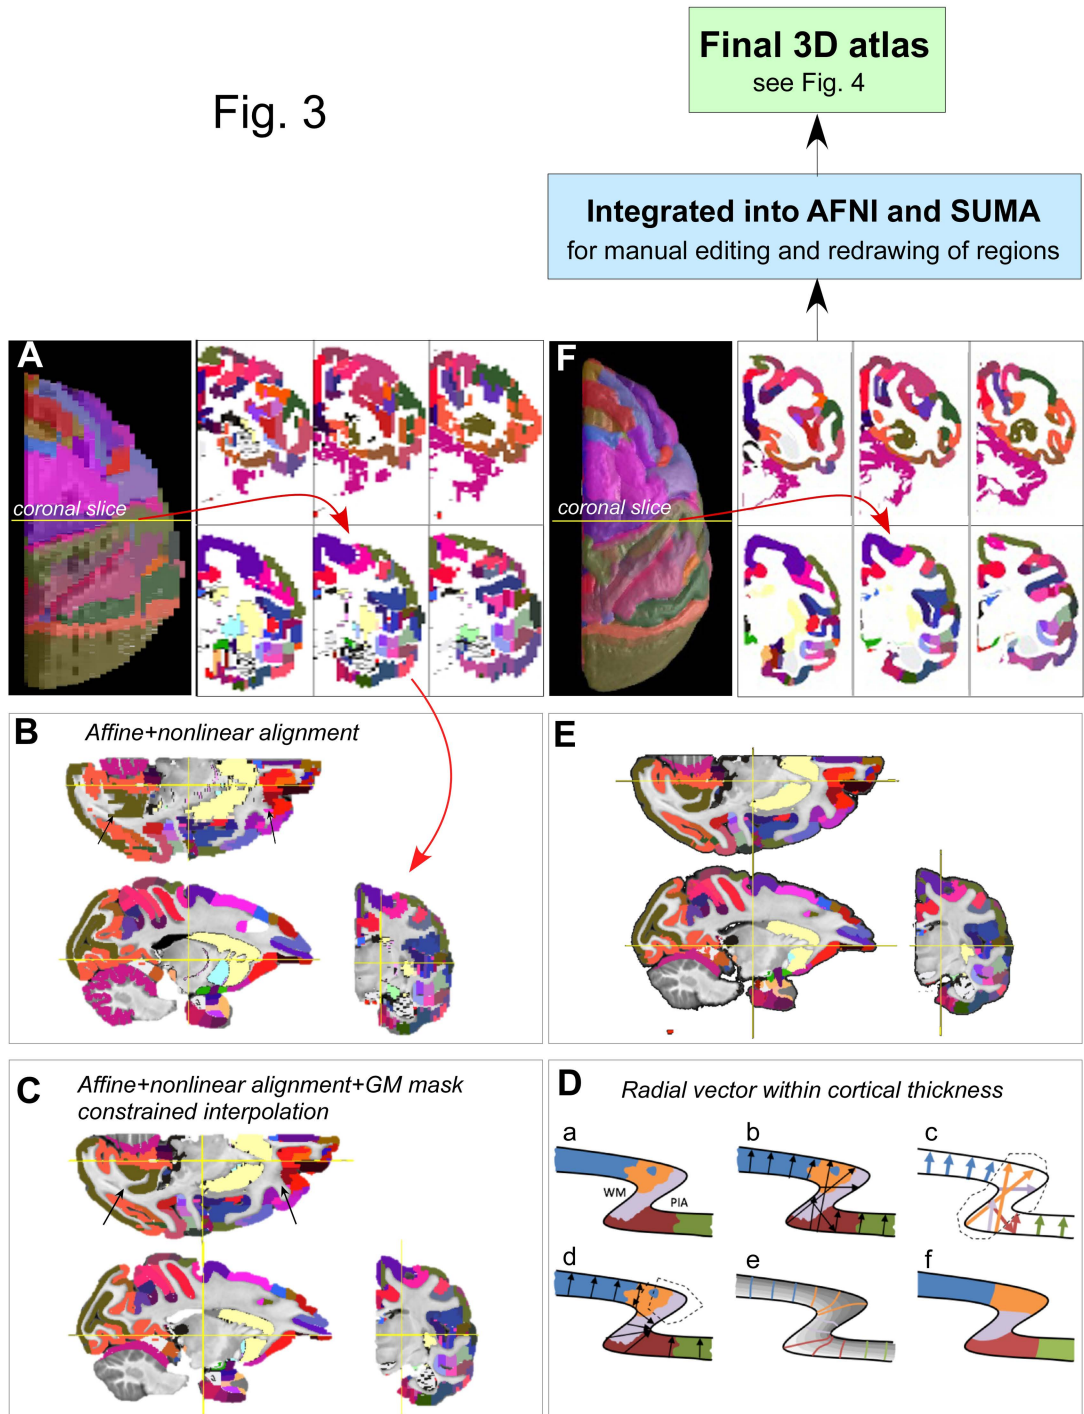 Final 3D atlas
see Fig. 4
Fig. 3
Integrated into AFNI and SUMA
for manual editing and redrawing of regions
A
coronal slice
F
coronal slice
B
Affine+nonlinear alignment
E
C
Affine+nonlinear alignment+GM mask
constrained interpolation
D
Radial vector within cortical thickness
a
b
c
WM
PIA
d
e
f